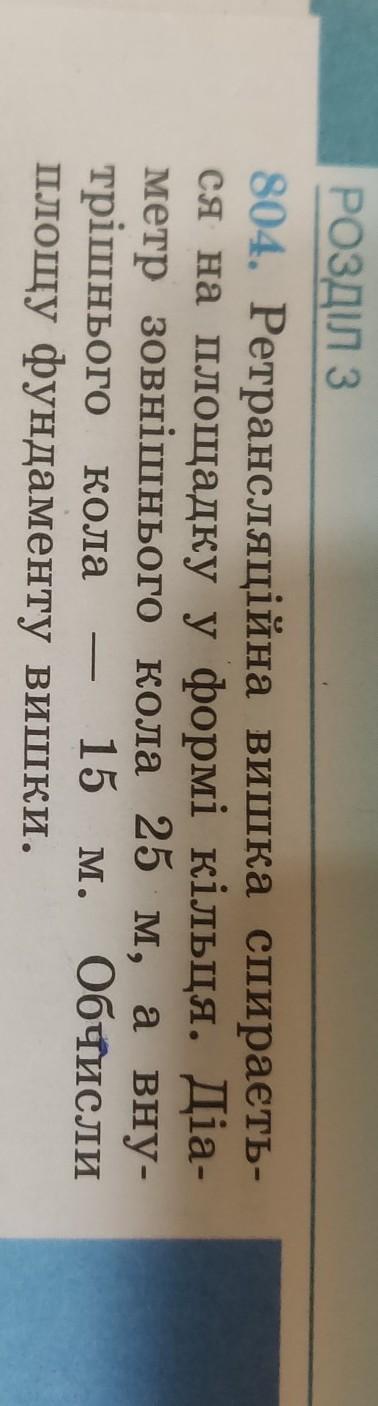 РОЗДІЛ 3
804. Ретрансляційна вишка спираєть-
ся на площадку у формі кільця. Діа-
метр зовнішнього кола 25 м, а вну-
трішнього кола — 15 м. Обчисли
площу фундаменту вишки.